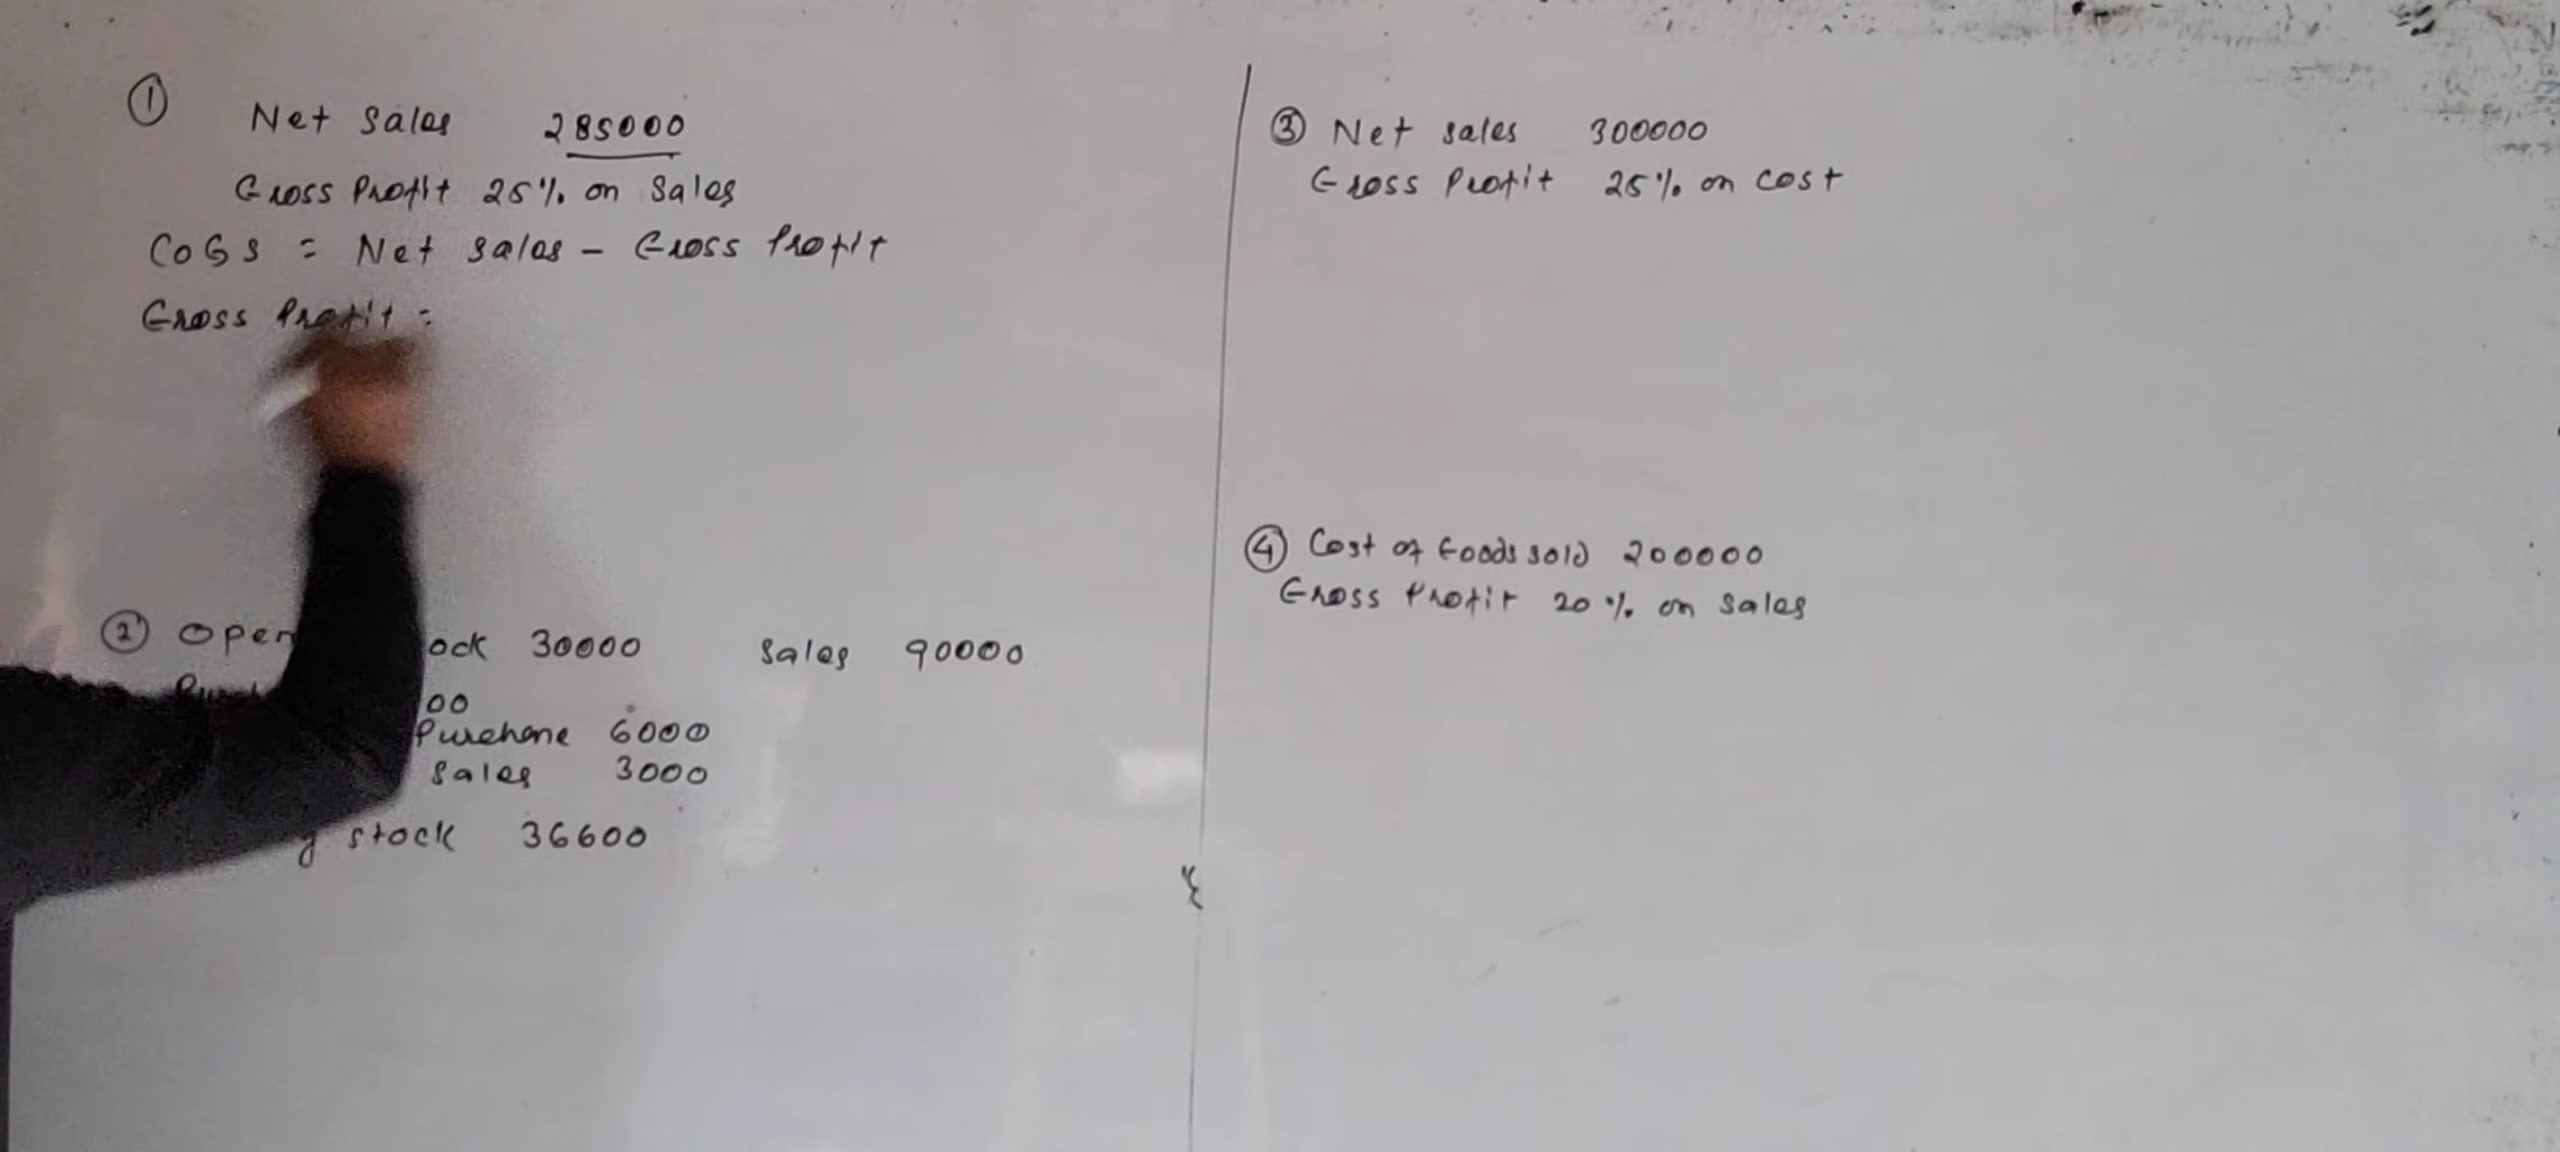 ① Net Sales 285000
Gross Profit 25% on Sales
COGS = Net Sales - Gross Profit
Gross Profit =
② Open ock 30000 Sales 90000
00
Purchase 6000
Sales 3000
g stock 36600
③ Net sales 300000
Gross Profit 25% on cost
④ Cost of Goods sold 200000
Gross Profit 20% on Sales